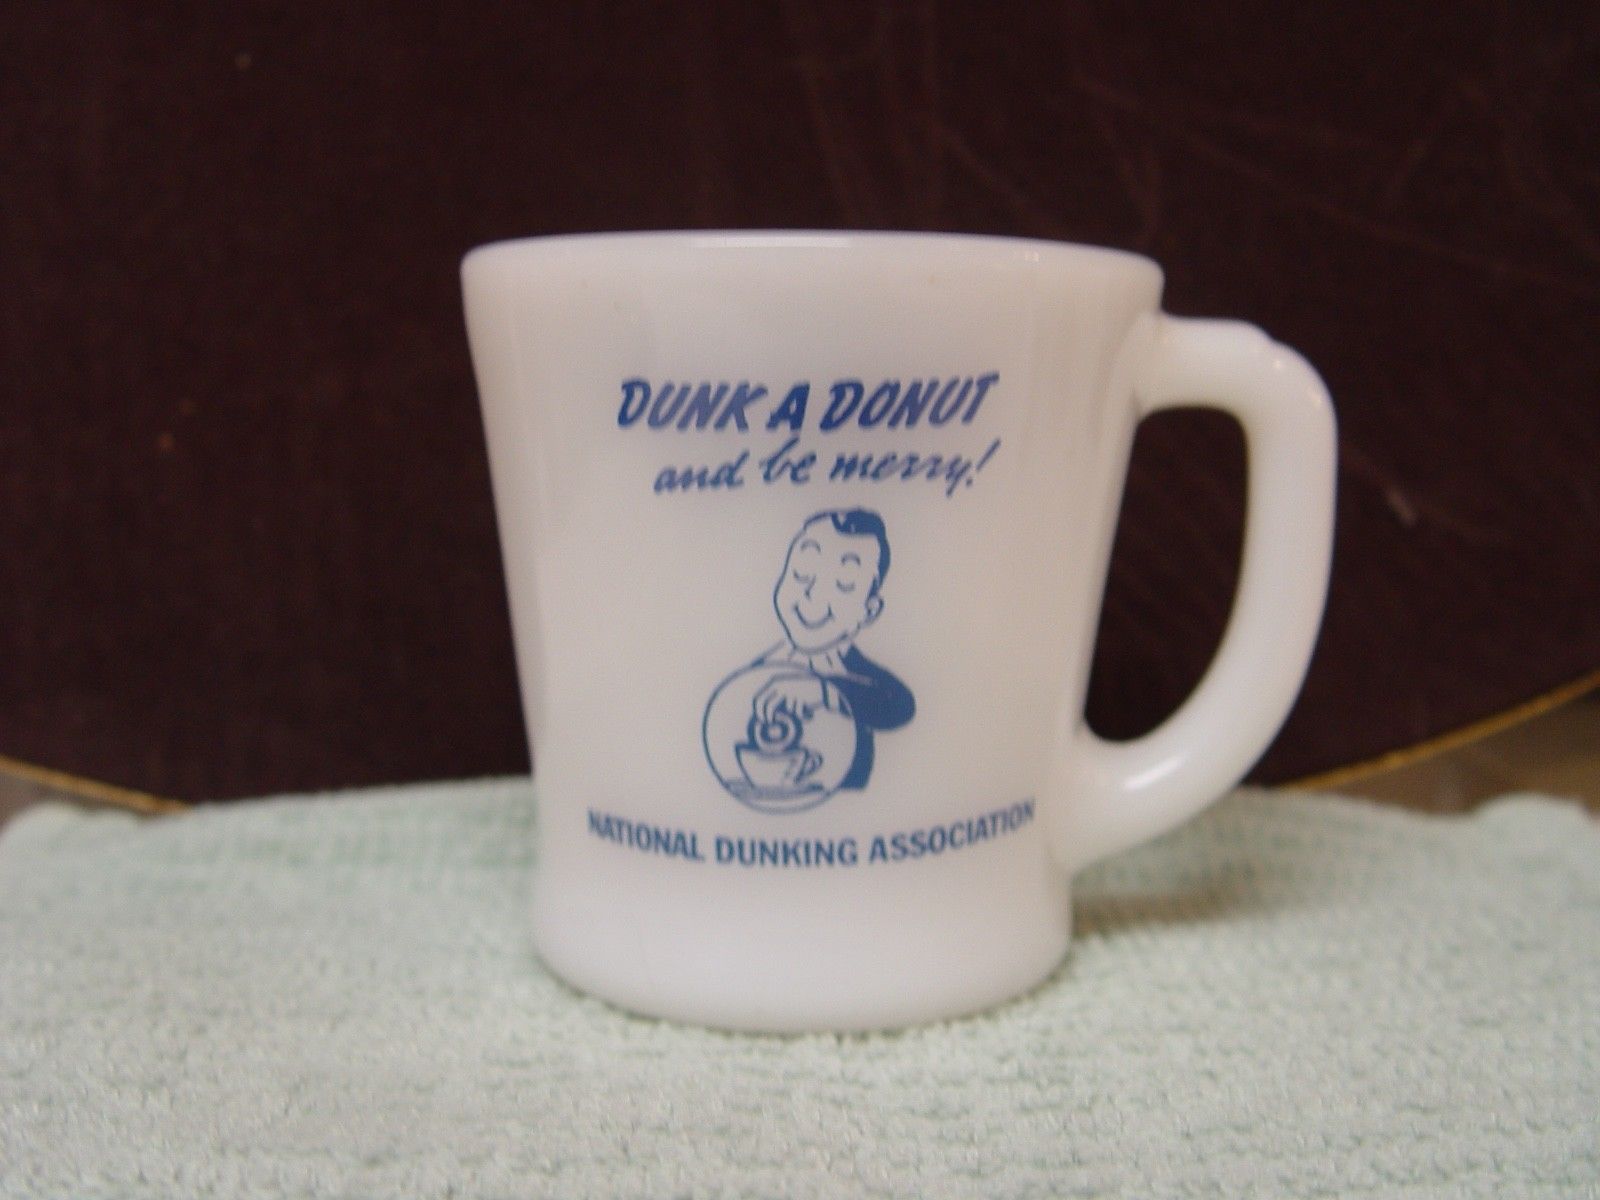 DUNK A DONUT
and be merry!
NATIONAL DUNKING ASSOCIATION